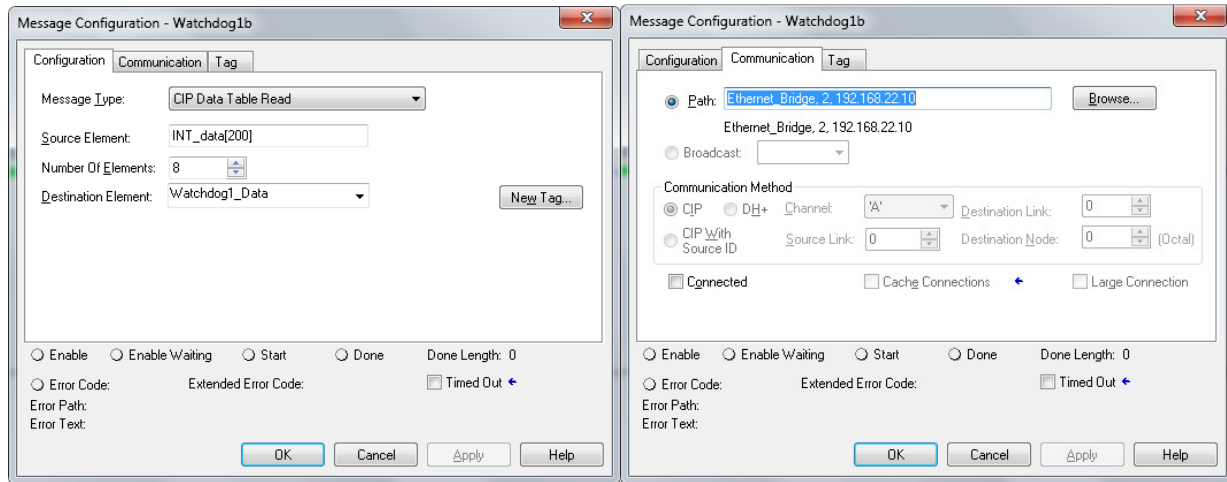 Message Configuration - Watchdog1b
x
Configuration Communication Tag
Message Type: CIP Data Table Read
Source Element: INT_data[200]
Number Of Elements: 8
Destination Element: Watchdog1_Data New Tag...
Enable Enable Waiting Start Done Done Length: 0
Error Code: Extended Error Code: Timed Out
Error Path:
Error Text:
OK Cancel Apply Help
Message Configuration - Watchdog1b
x
Configuration Communication Tag
Path: Ethernet_Bridge, 2, 192.168.22.10 Browse...
Ethernet_Bridge, 2, 192.168.22.10
Broadcast:
Communication Method
CIP DH+ Channel: 'A' Destination Link: 0
CIP With Source ID Source Link: 0 Destination Node: 0 (Octal)
Connected Cache Connections Large Connection
Enable Enable Waiting Start Done Done Length: 0
Error Code: Extended Error Code: Timed Out
Error Path:
Error Text:
OK Cancel Apply Help